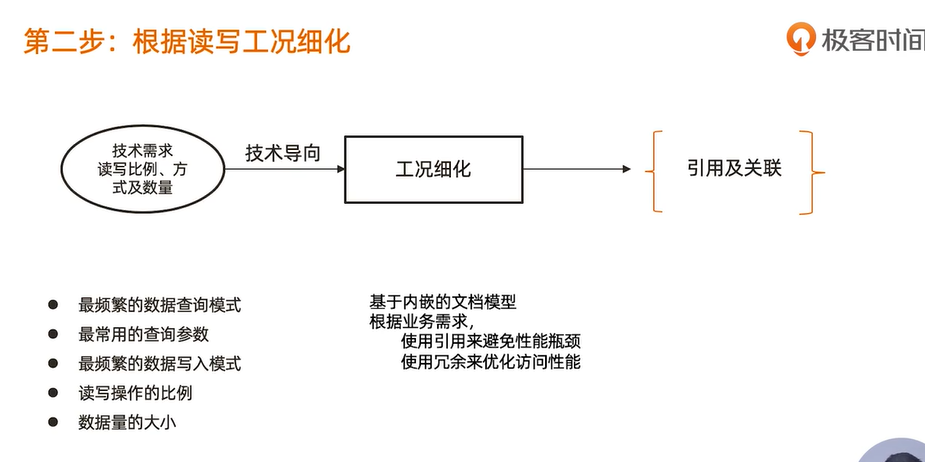 第二步：根据读写工况细化
极客时间
技术需求
读写比例、方
式及数量
技术导向
工况细化
引用及关联
最频繁的数据查询模式
最常用的查询参数
最频繁的数据写入模式
读写操作的比例
数据量的大小
基于内嵌的文档模型
根据业务需求，
使用引用来避免性能瓶颈
使用冗余来优化访问性能